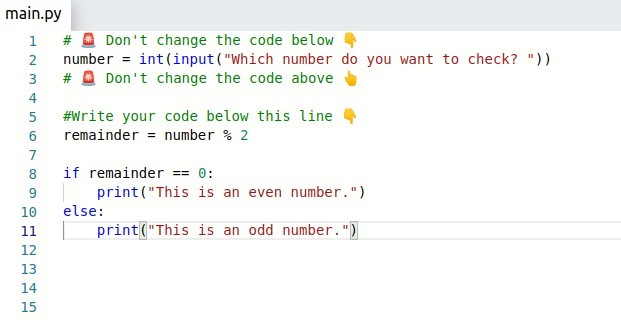 main.py
1 # 🚨 Don't change the code below 👇
2 number = int(input("Which number do you want to check? "))
3 # 🚨 Don't change the code above 👆
4
5 #Write your code below this line 👇
6 remainder = number % 2
7
8 if remainder == 0:
9     print("This is an even number.")
10 else:
11     print("This is an odd number.")
12
13
14
15